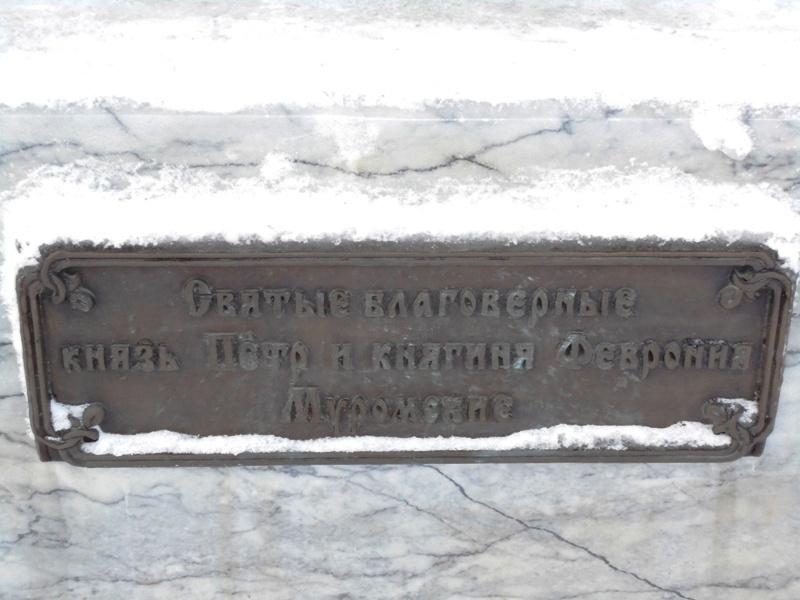 Святые благоверные
князь Пётр и княгиня Феврония
Муромские